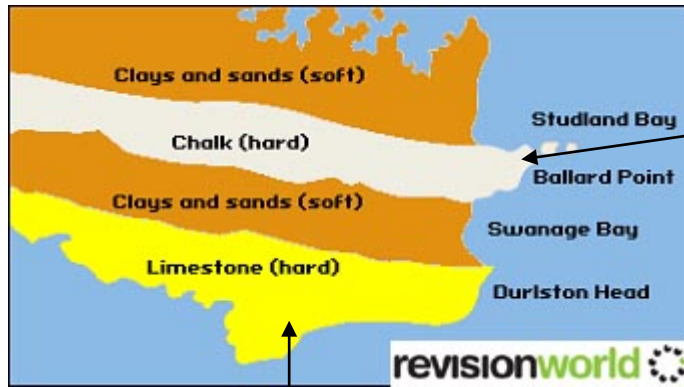 Clays and sands (soft)
Studland Bay
Chalk (hard)
Ballard Point
Clays and sands (soft)
Swanage Bay
Limestone (hard)
Durlston Head
revisionworld